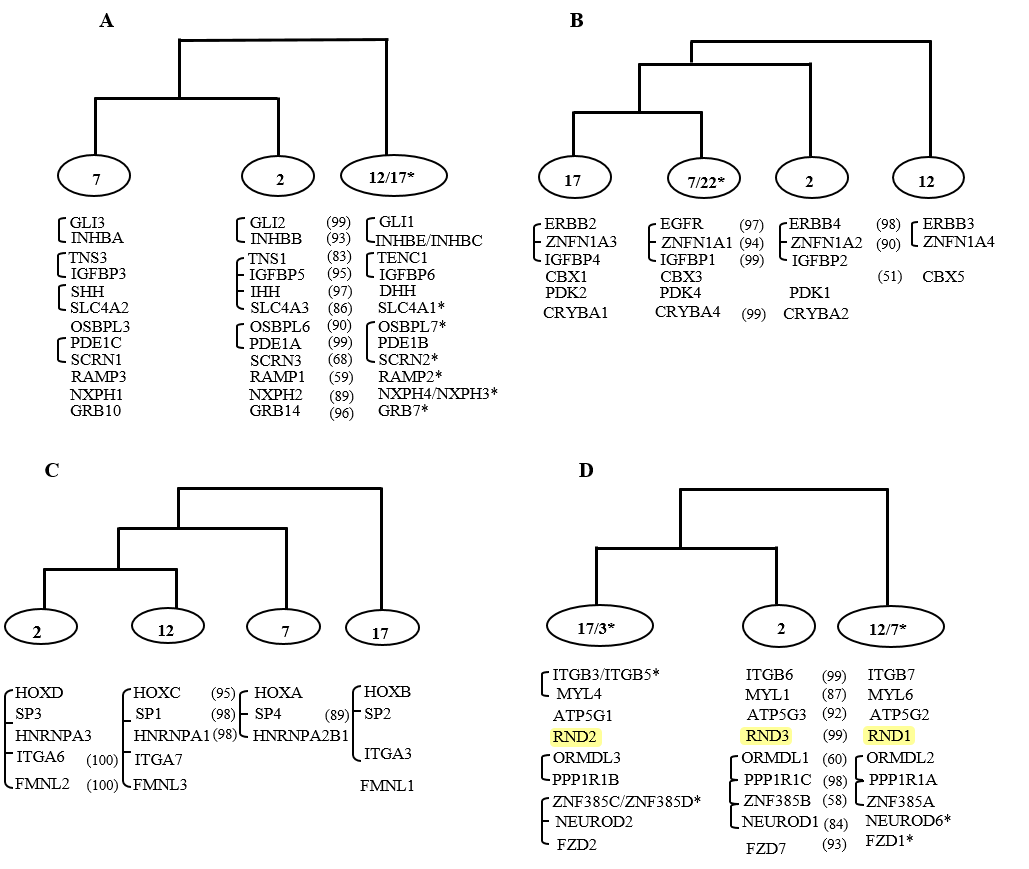 A
7 2 12/17*
GLI3 GLI2 (99) GLI1
INHBA INHBB (93) INHBE/INHBC
TNS3 TNS1 (83) TENC1
IGFBP3 IGFBP5 (95) IGFBP6
SHH IHH (97) DHH
SLC4A2 SLC4A3 (86) SLC4A1*
OSBPL3 OSBPL6 (90) OSBPL7*
PDE1C PDE1A (99) PDE1B
SCRN1 SCRN3 (68) SCRN2*
RAMP3 RAMP1 (59) RAMP2*
NXPH1 NXPH2 (89) NXPH4/NXPH3*
GRB10 GRB14 (96) GRB7*
B
17 7/22* 2 12
ERBB2 EGFR (97) ERBB4 (98) ERBB3
ZNFN1A3 ZNFN1A1 (94) ZNFN1A2 (90) ZNFN1A4
IGFBP4 IGFBP1 (99) IGFBP2
CBX1 CBX3 (51) CBX5
PDK2 PDK4 PDK1
CRYBA1 CRYBA4 (99) CRYBA2
C
2 12 7 17
HOXD HOXC (95) HOXA HOXB
SP3 SP1 (98) SP4 (89) SP2
HNRNPA3 HNRNPA1 (98) HNRNPA2B1
ITGA6 (100) ITGA7 ITGA3
FMNL2 (100) FMNL3 FMNL1
D
17/3* 2 12/7*
ITGB3/ITGB5* ITGB6 (99) ITGB7
MYL4 MYL1 (87) MYL6
ATP5G1 ATP5G3 (92) ATP5G2
RND2 RND3 (99) RND1
ORMDL3 ORMDL1 (60) ORMDL2
PPP1R1B PPP1R1C (98) PPP1R1A
ZNF385C/ZNF385D* ZNF385B (58) ZNF385A
NEUROD2 NEUROD1 (84) NEUROD6*
FZD2 FZD7 (93) FZD1*